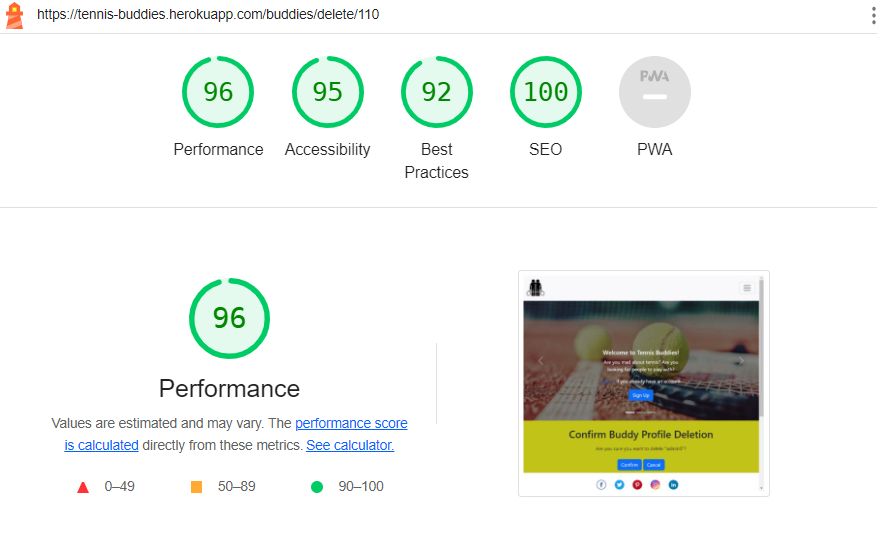 https://tennis-buddies.herokuapp.com/buddies/delete/110
96
95
92
100
PWA
Performance
Accessibility
Best
Practices
SEO
PWA
96
Performance
Values are estimated and may vary. The performance score
is calculated directly from these metrics. See calculator.
0–49
50–89
90–100
Welcome to Tennis Buddies!
Are you mad about tennis? Are you
looking for people to play with?
if you already have an account.
Sign Up
Confirm Buddy Profile Deletion
Are you sure you want to delete
Confirm
Cancel